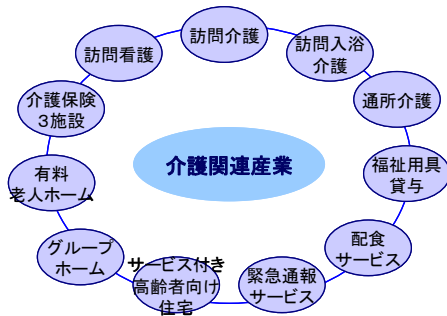 訪問介護
訪問入浴
介護
通所介護
福祉用具
貸与
配食
サービス
緊急通報
サービス
サービス付き
高齢者向け
住宅
グループ
ホーム
有料
老人ホーム
介護保険
3施設
訪問看護
介護関連産業